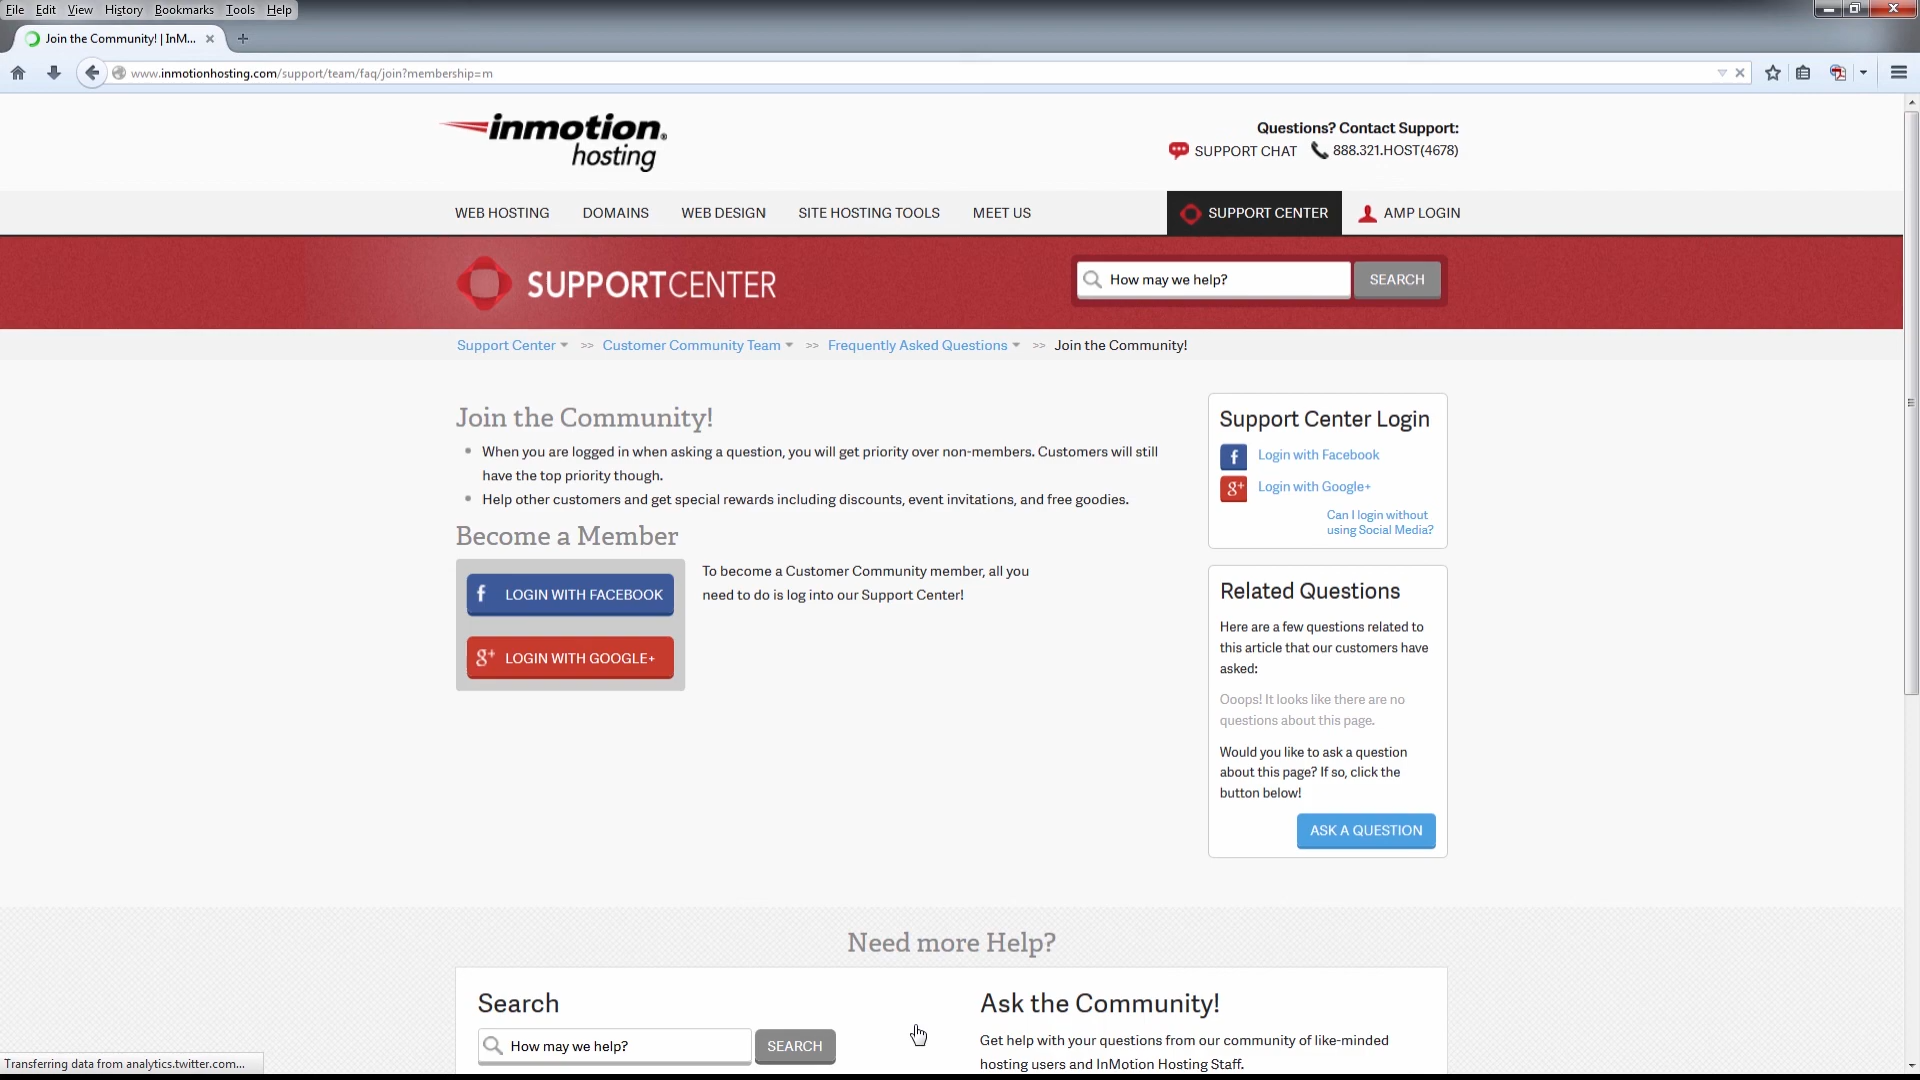 File Edit View History Bookmarks Tools Help
Join the Community! | InM...
www.inmotionhosting.com/support/team/faq/join?membership=m
inmotion®
hosting
Questions? Contact Support:
SUPPORT CHAT 888.321.HOST(4678)
WEB HOSTING DOMAINS WEB DESIGN SITE HOSTING TOOLS MEET US SUPPORT CENTER AMP LOGIN
SUPPORTCENTER
How may we help? SEARCH
Support Center >> Customer Community Team >> Frequently Asked Questions >> Join the Community!
Join the Community!
• When you are logged in when asking a question, you will get priority over non-members. Customers will still
have the top priority though.
• Help other customers and get special rewards including discounts, event invitations, and free goodies.
Become a Member
f LOGIN WITH FACEBOOK
g+ LOGIN WITH GOOGLE+
To become a Customer Community member, all you
need to do is log into our Support Center!
Support Center Login
f Login with Facebook
g+ Login with Google+
Can I login without
using Social Media?
Related Questions
Here are a few questions related to
this article that our customers have
asked:
Ooops! It looks like there are no
questions about this page.
Would you like to ask a question
about this page? If so, click the
button below!
ASK A QUESTION
Need more Help?
Search
How may we help? SEARCH
Ask the Community!
Get help with your questions from our community of like-minded
hosting users and InMotion Hosting Staff.
Transferring data from analytics.twitter.com...